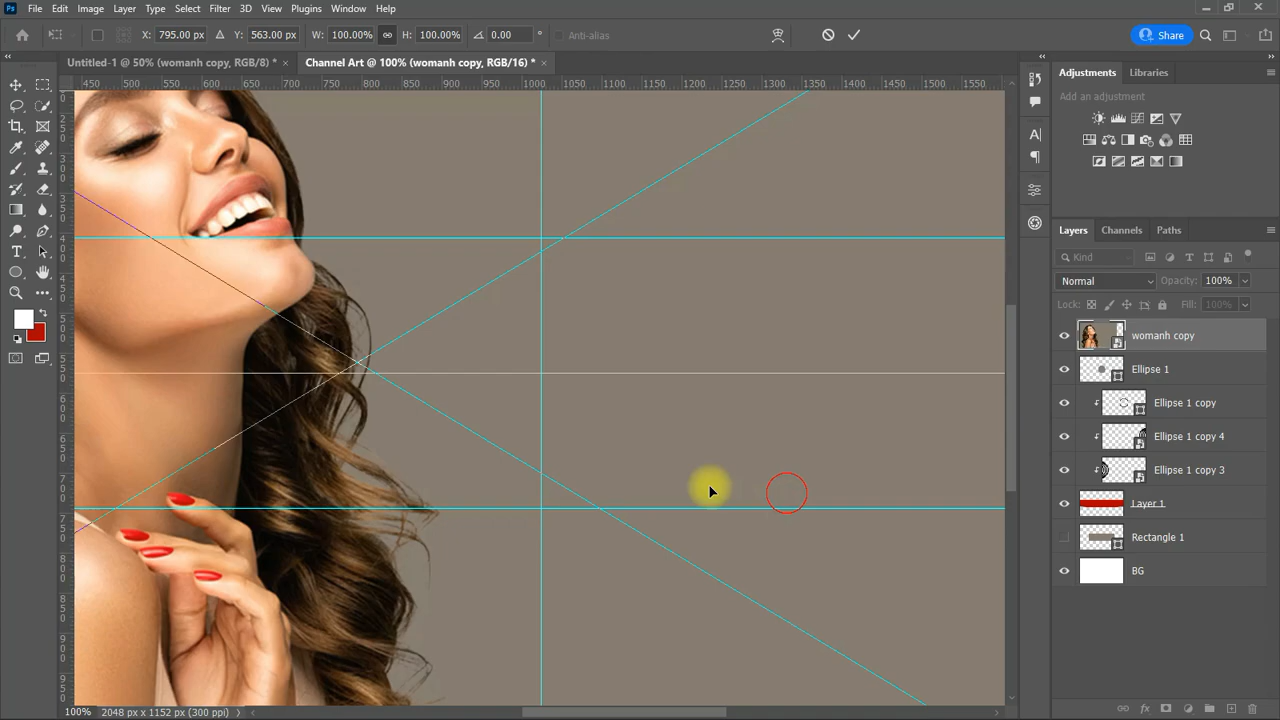 Ps File Edit Image Layer Type Select Filter 3D View Plugins Window Help
X: 795.00 px Y: 563.00 px W: 100.00% H: 100.00% 0.00 ° Anti-alias Share
Untitled-1 @ 50% (womanh copy, RGB/8) * × Channel Art @ 100% (womanh copy, RGB/16) * ×
450 500 550 600 650 700 750 800 850 900 950 1000 1050 1100 1150 1200 1250 1300 1350 1400 1450 1500 1550
Adjustments Libraries
Add an adjustment
Layers Channels Paths
Kind
Normal Opacity: 100%
Lock: Fill: 100%
womanh copy
Ellipse 1
Ellipse 1 copy
Ellipse 1 copy 4
Ellipse 1 copy 3
Layer 1
Rectangle 1
BG
100% 2048 px x 1152 px (300 ppi)